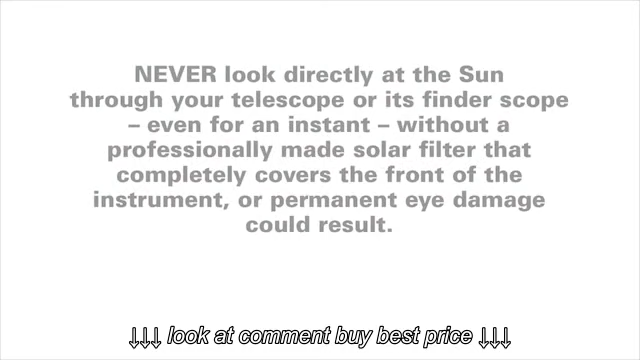 NEVER look directly at the Sun
through your telescope or its finder scope
– even for an instant – without a
professionally made solar filter that
completely covers the front of the
instrument, or permanent eye damage
could result.
↓↓↓ look at comment buy best price ↓↓↓